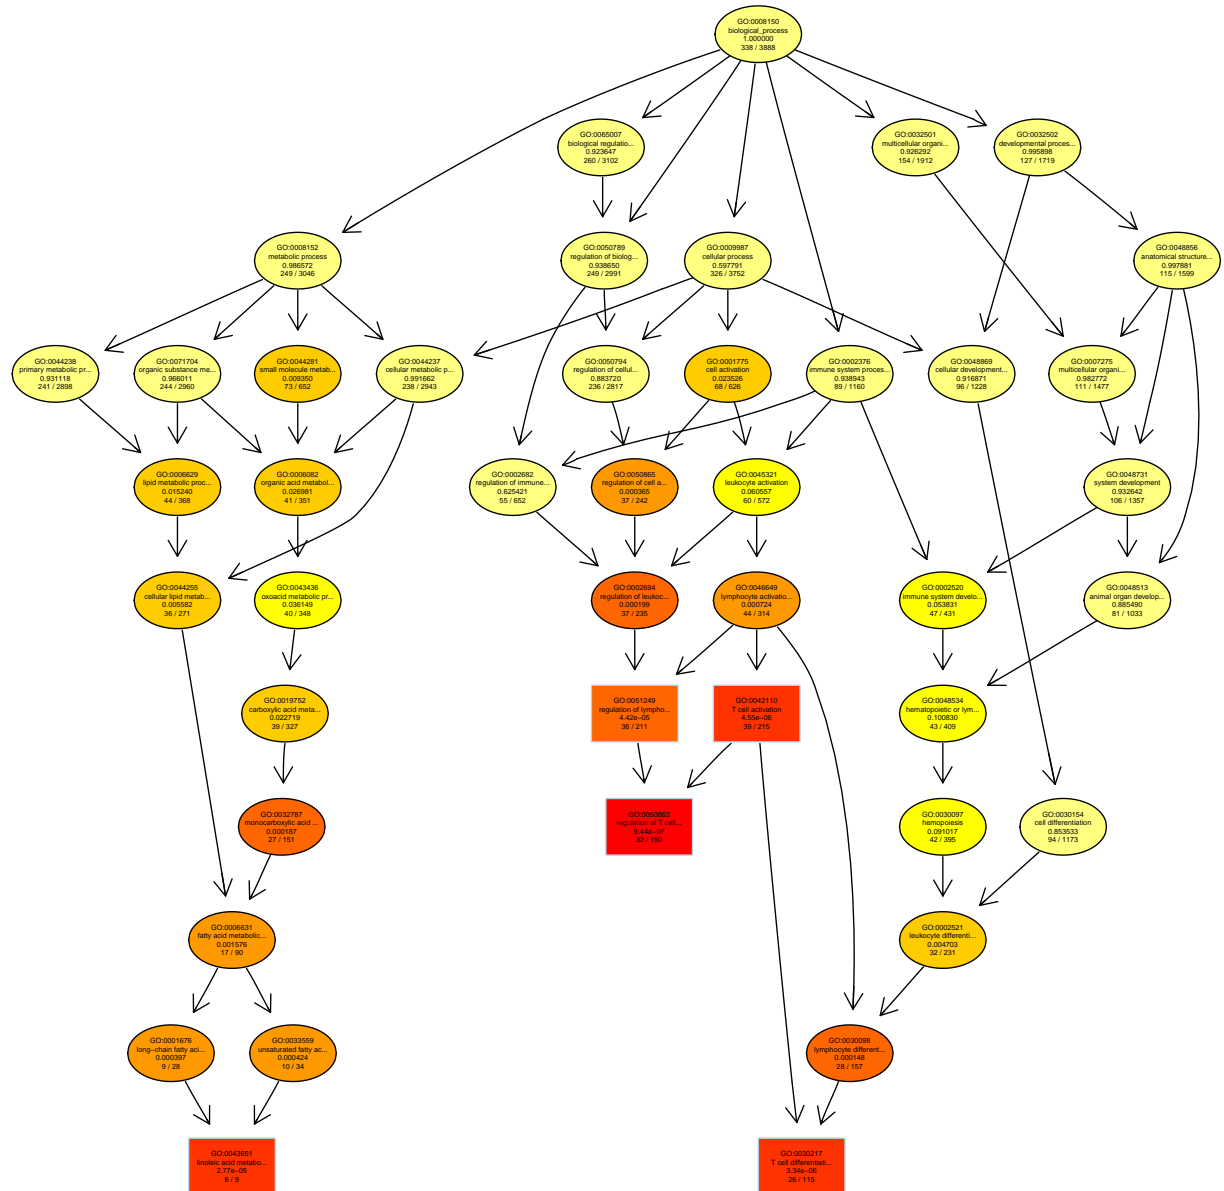 GO:0008150
biological_process
1.000000
338 / 3888
GO:0065007
biological regulatio...
0.923647
260 / 3102
GO:0032501
multicellular organi...
0.926292
154 / 1912
GO:0032502
developmental proces...
0.995898
127 / 1719
GO:0008152
metabolic process
0.986572
249 / 3046
GO:0050789
regulation of biolog...
0.938650
249 / 2991
GO:0009987
cellular process
0.597791
326 / 3752
GO:0048856
anatomical structure...
0.997881
115 / 1599
GO:0044238
primary metabolic pr...
0.931118
241 / 2898
GO:0071704
organic substance me...
0.966011
244 / 2960
GO:0044281
small molecule metab...
0.009350
73 / 652
GO:0044237
cellular metabolic p...
0.991662
238 / 2943
GO:0050794
regulation of cellul...
0.883720
236 / 2817
GO:0001775
cell activation
0.023526
68 / 626
GO:0002376
immune system proces...
0.938943
89 / 1160
GO:0048869
cellular development...
0.916871
96 / 1228
GO:0007275
multicellular organi...
0.982772
111 / 1477
GO:0006629
lipid metabolic proc...
0.015240
44 / 368
GO:0006082
organic acid metabol...
0.026981
41 / 351
GO:0002682
regulation of immune...
0.625421
55 / 652
GO:0050865
regulation of cell a...
0.000365
37 / 242
GO:0045321
leukocyte activation
0.060557
60 / 572
GO:0048731
system development
0.932642
106 / 1357
GO:0044255
cellular lipid metab...
0.005582
36 / 271
GO:0043436
oxoacid metabolic pr...
0.036149
40 / 348
GO:0002694
regulation of leukoc...
0.000199
37 / 235
GO:0046649
lymphocyte activatio...
0.000724
44 / 314
GO:0002520
immune system develo...
0.053831
47 / 431
GO:0048513
animal organ develop...
0.885490
81 / 1033
GO:0019752
carboxylic acid meta...
0.022719
39 / 327
GO:0051249
regulation of lympho...
4.42e−05
36 / 211
GO:0042110
T cell activation
4.55e−06
39 / 215
GO:0048534
hematopoietic or lym...
0.100830
43 / 409
GO:0032787
monocarboxylic acid ...
0.000187
27 / 151
GO:0050863
regulation of T cell...
9.44e−07
32 / 150
GO:0030097
hemopoiesis
0.091017
42 / 395
GO:0030154
cell differentiation
0.853533
94 / 1173
GO:0006631
fatty acid metabolic...
0.001576
17 / 90
GO:0002521
leukocyte differenti...
0.004703
32 / 231
GO:0001676
long−chain fatty aci...
0.000397
9 / 28
GO:0033559
unsaturated fatty ac...
0.000424
10 / 34
GO:0030098
lymphocyte different...
0.000148
28 / 157
GO:0043651
linoleic acid metabo...
2.77e−05
6 / 9
GO:0030217
T cell differentiati...
3.34e−06
26 / 115